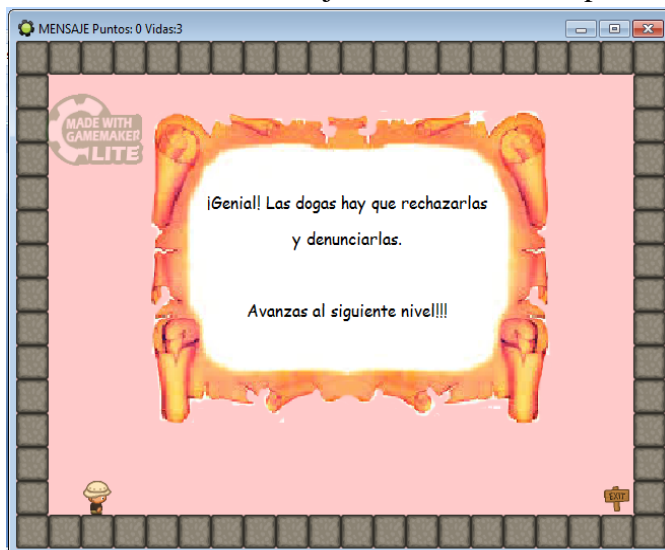 MENSAJE Puntos: 0 Vidas:3
MADE WITH
GAMEMAKER
LITE
¡Genial! Las dogas hay que rechazarlas
y denunciarlas.
Avanzas al siguiente nivel!!!
EXIT